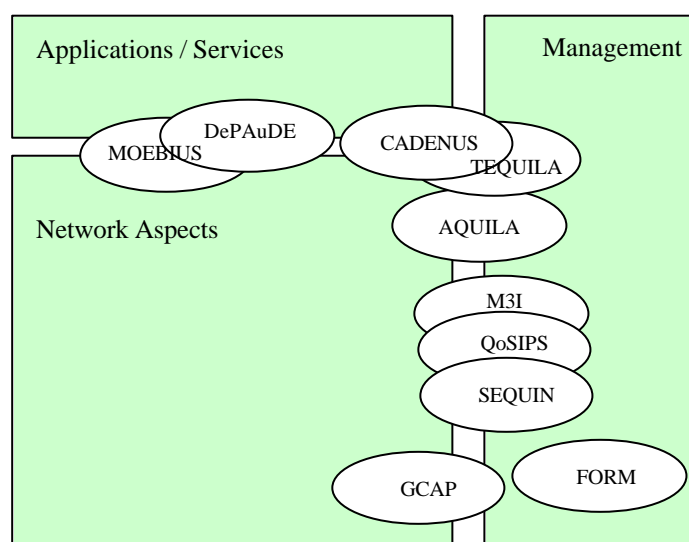 Applications / Services
Management
DePAuDE
MOEBIUS
CADENUS
TEQUILA
Network Aspects
AQUILA
M3I
QoSIPS
SEQUIN
FORM
GCAP